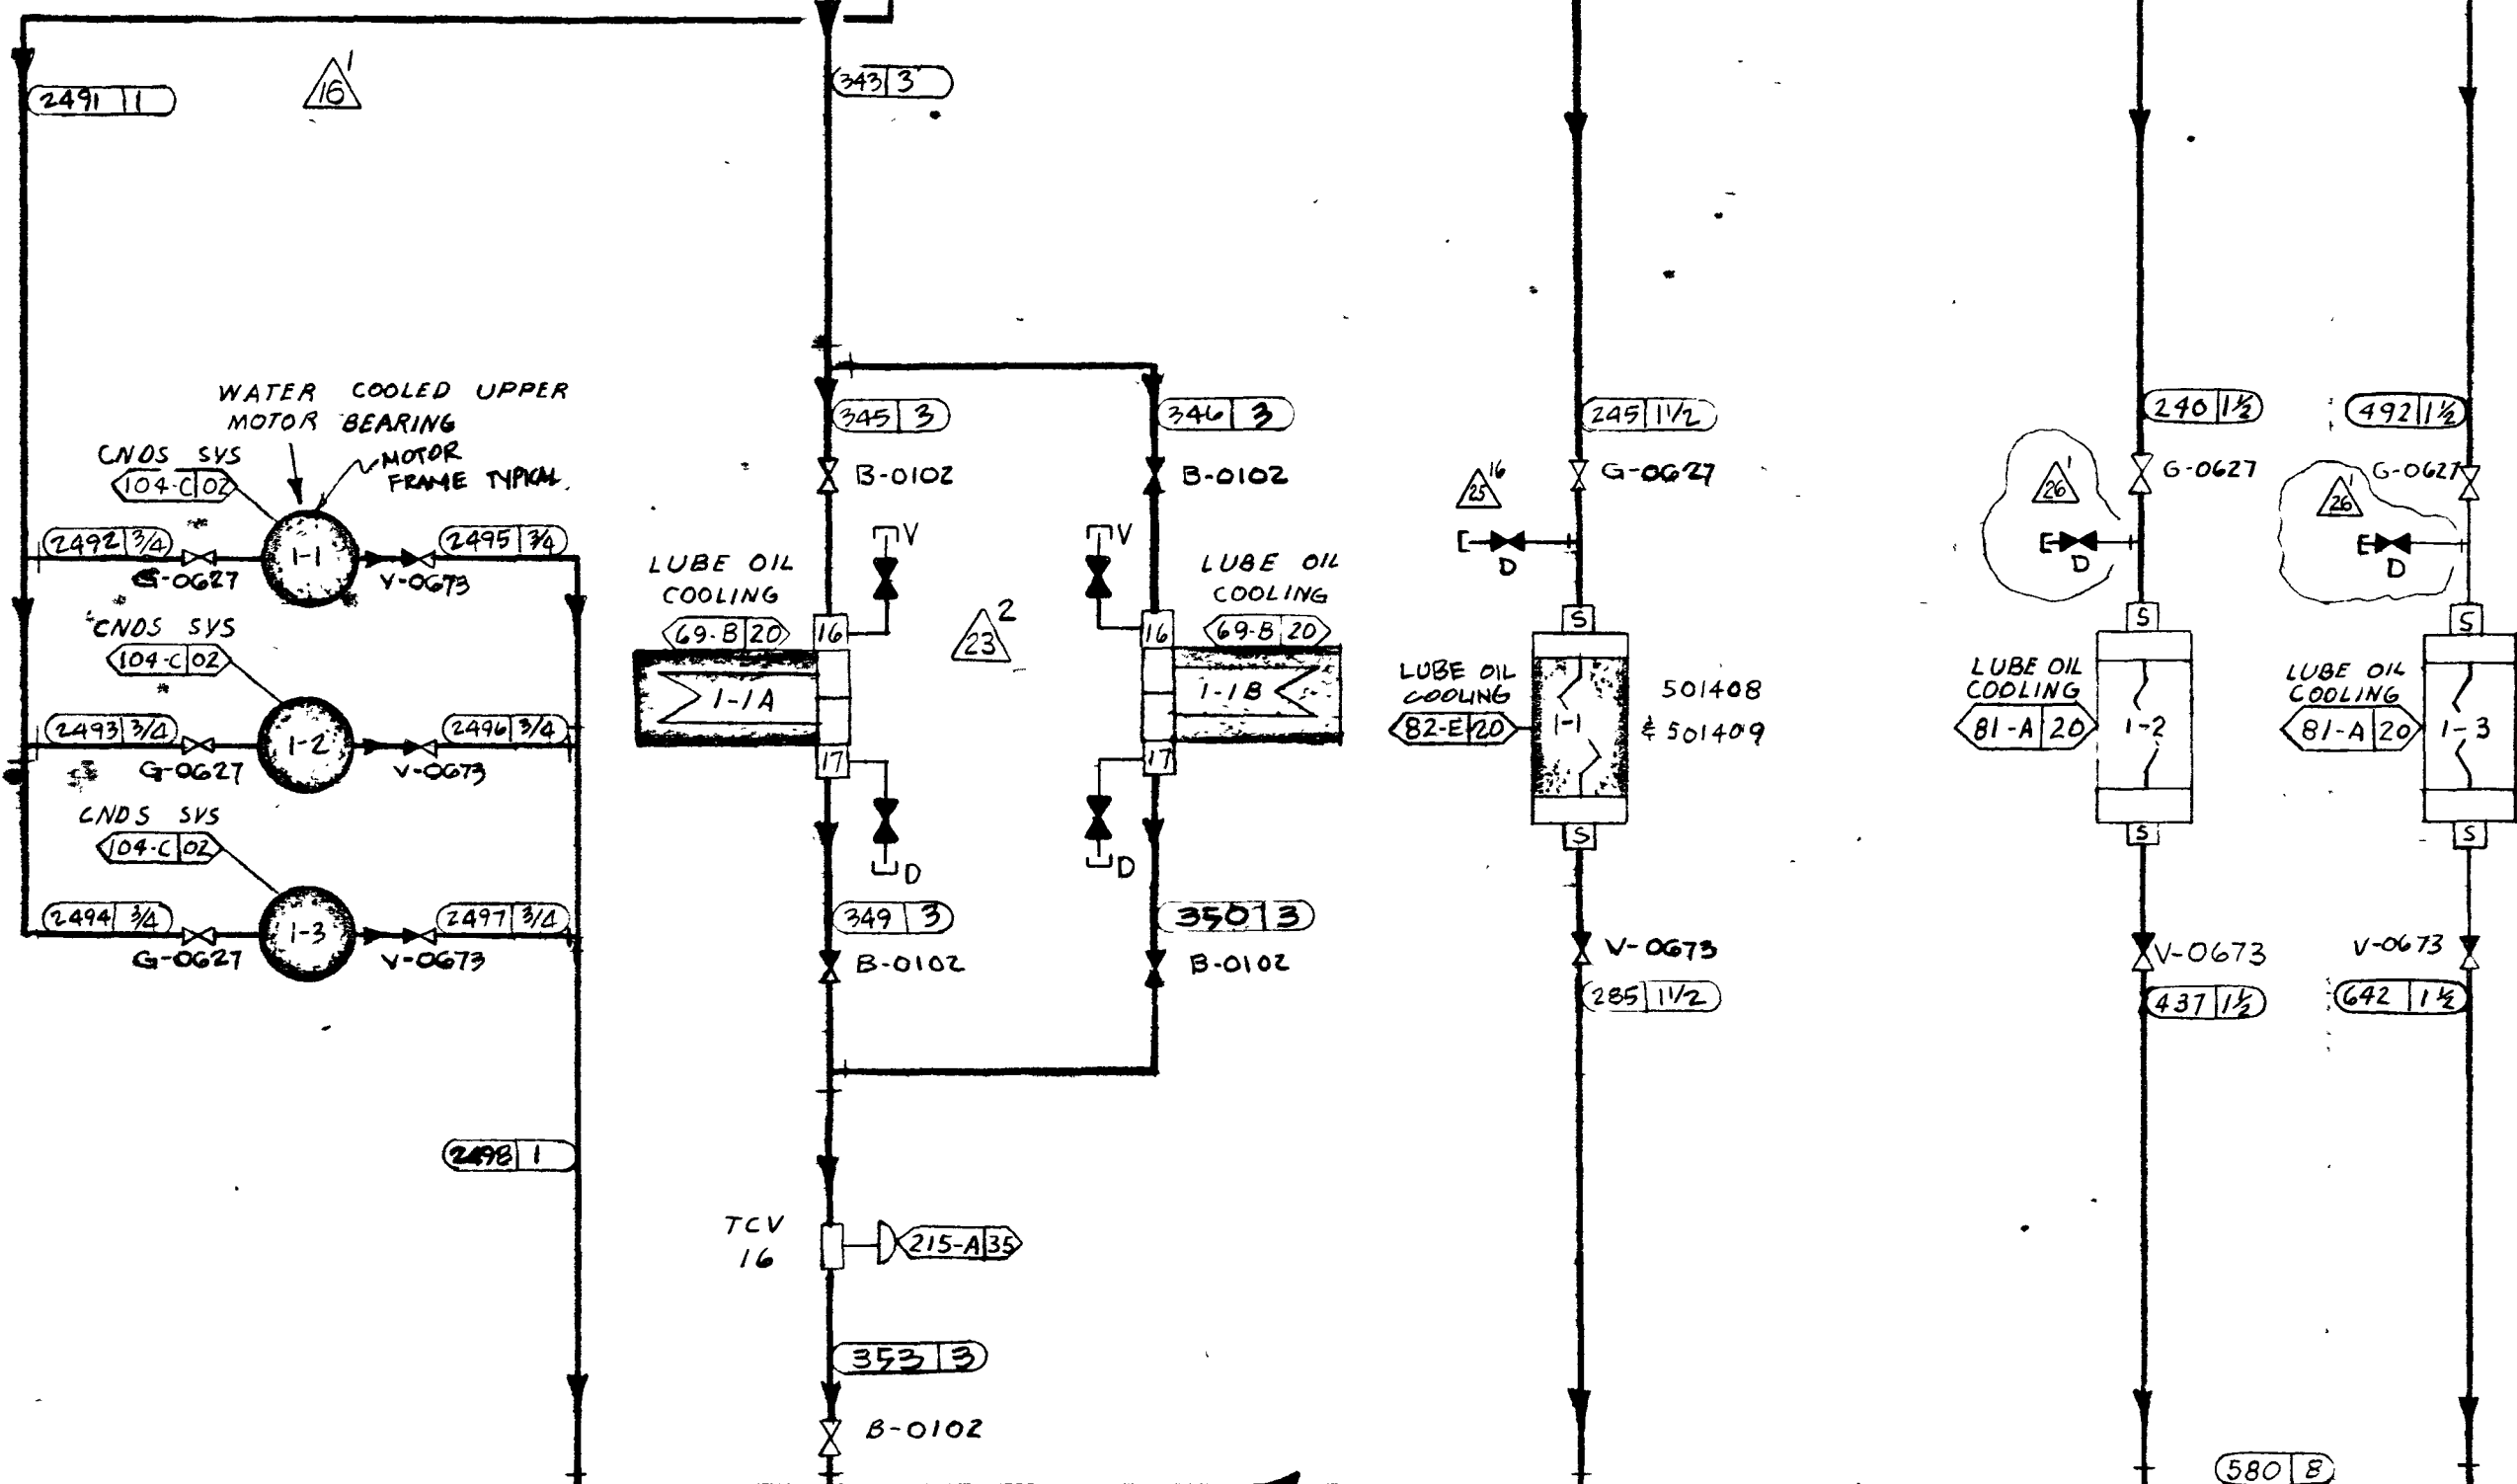 2491 1
16 1
343 3
WATER COOLED UPPER
MOTOR BEARING
MOTOR
FRAME TYPICAL
CNDS SYS
104-C 02
2492 3/4
G-0627
1-1
V-0673
2495 3/4
CNDS SYS
104-C 02
2493 3/4
G-0627
1-2
V-0673
2496 3/4
CNDS SYS
104-C 02
2494 3/4
G-0627
1-3
V-0673
2497 3/4
2498 1
345 3
B-0102
V
LUBE OIL
COOLING
69-B 20
16
1-1A
17
D
349 3
B-0102
23 2
346 3
B-0102
V
LUBE OIL
COOLING
69-B 20
16
1-1B
17
D
350 3
B-0102
TCV
16
215-A 35
353 3
B-0102
245 1 1/2
G-0627
25 16
D
S
LUBE OIL
COOLING
82-E 20
1-1
501408
& 501409
S
V-0673
285 1 1/2
240 1 1/2
G-0627
26 1
D
S
LUBE OIL
COOLING
81-A 20
1-2
S
V-0673
437 1 1/2
492 1 1/2
G-0627
26 1
D
S
LUBE OIL
COOLING
81-A 20
1-3
S
V-0673
642 1 1/2
580 8